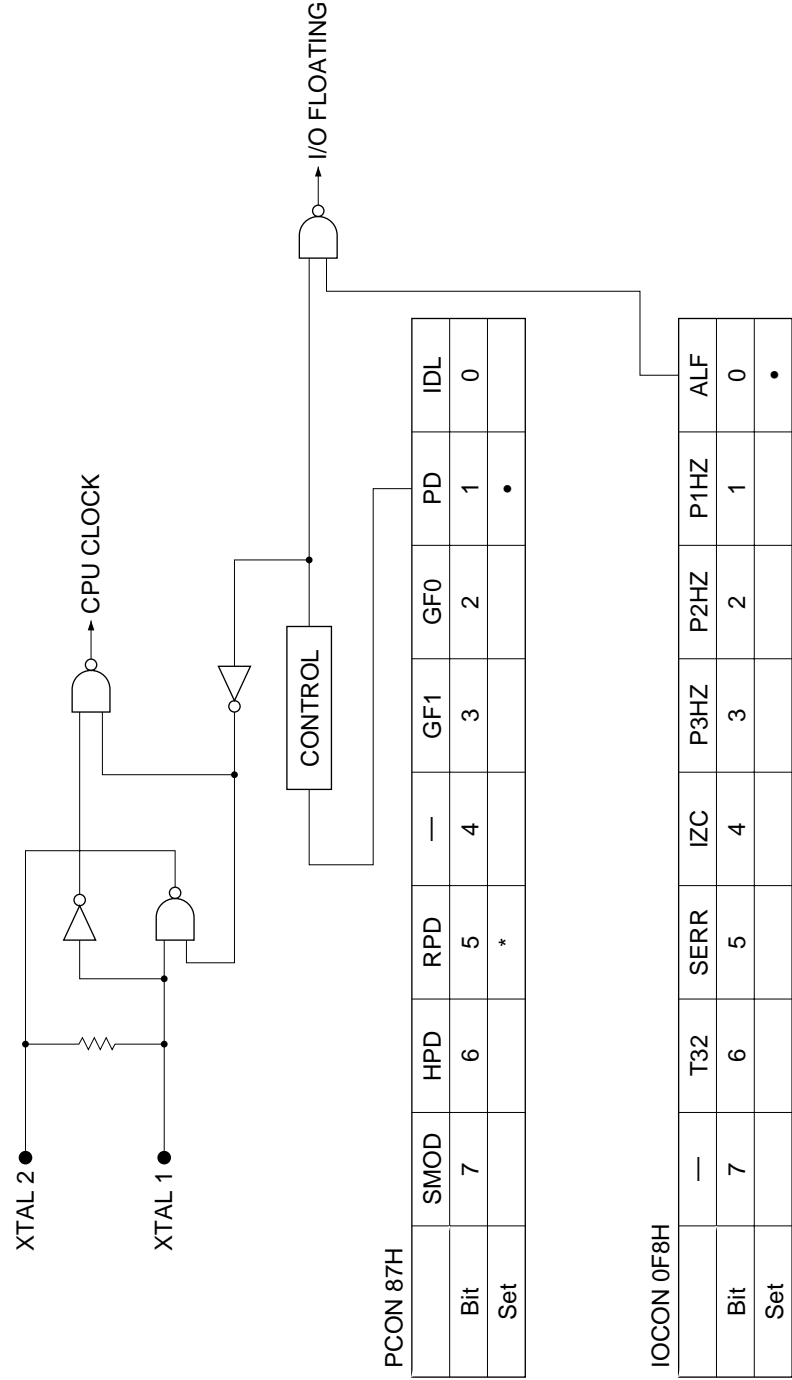 XTAL 2
XTAL 1
CPU CLOCK
CONTROL
I/O FLOATING
PCON 87H
SMOD HPD RPD — GF1 GF0 PD IDL
Bit 7 6 5 4 3 2 1 0
Set * •
IOCON 0F8H
— T32 SERR IZC P3HZ P2HZ P1HZ ALF
Bit 7 6 5 4 3 2 1 0
Set •